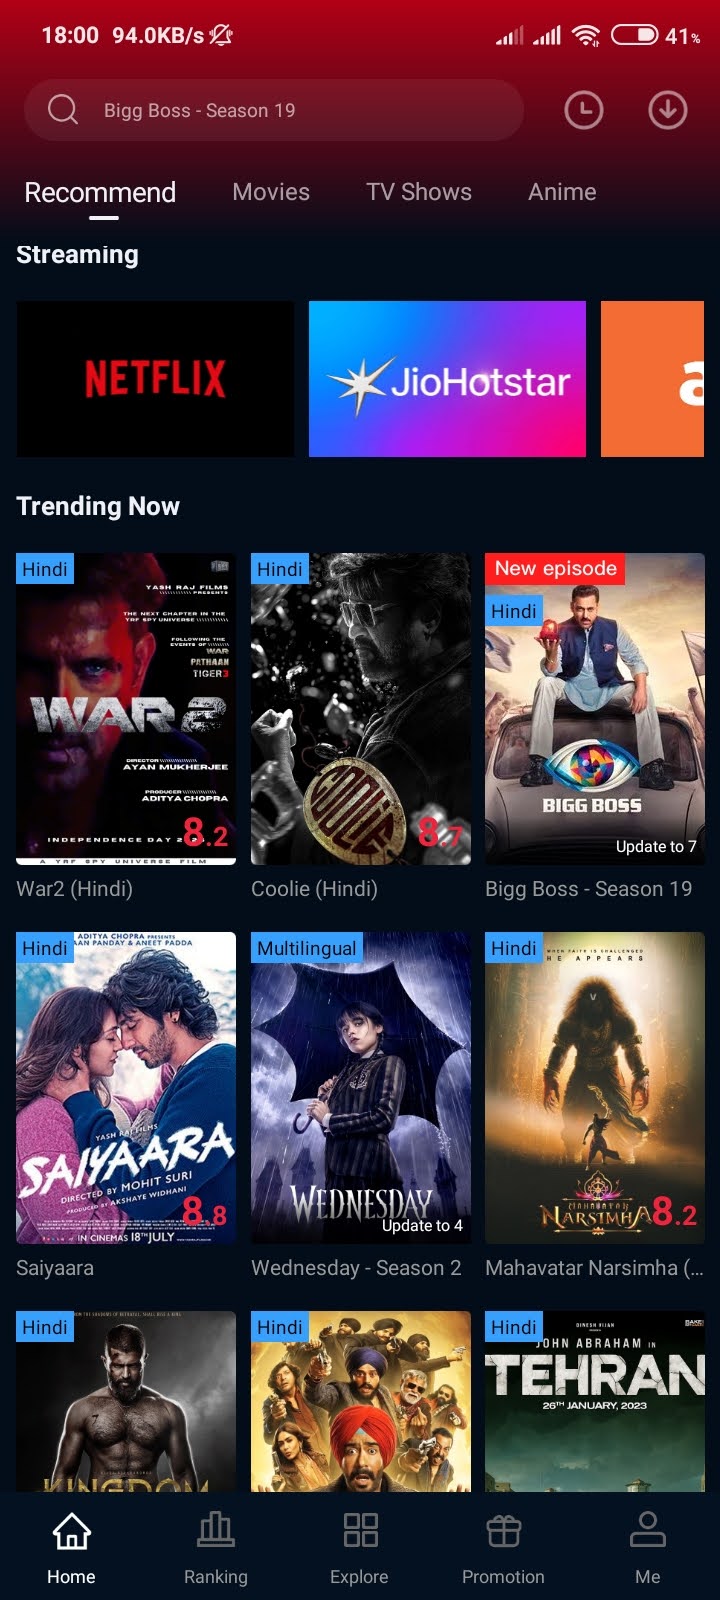 18:00 94.0KB/s 41%
Bigg Boss - Season 19
Recommend Movies TV Shows Anime
Streaming
NETFLIX JioHotstar a
Trending Now
Hindi
YASH RAJ FILMS
PRESENTS
THE NEXT CHAPTER IN THE
YRF SPY UNIVERSE
FOLLOWING THE
EVENTS OF WAR
PATHAAN
TIGER3
WAR 2
DIRECTOR
AYAN MUKHERJEE
PRODUCER
ADITYA CHOPRA
INDEPENDENCE DAY
8.2
A YRF SPY UNIVERSE FILM
Hindi
COOLIE
8.7
New episode
Hindi
BIGG BOSS
Update to 7
War2 (Hindi) Coolie (Hindi) Bigg Boss - Season 19
Hindi
ADITYA CHOPRA PRESENTS
AAN PANDAY & ANEET PADDA
YASH RAJ FILMS
SAIYAARA
DIRECTED BY MOHIT SURI
PRODUCED BY AKSHAYE WIDHANI
8.8
IN CINEMAS 18TH JULY
Multilingual
WEDNESDAY
Update to 4
Hindi
WHEN FAITH IS CHALLENGED
HE APPEARS
MAHAVATAR
NARSIMHA
8.2
Saiyaara Wednesday - Season 2 Mahavatar Narsimha (...
Hindi
KINGDOM
Hindi
Hindi
DINESH VIJAN
JOHN ABRAHAM IN
TEHRAN
26TH JANUARY, 2023
Home Ranking Explore Promotion Me